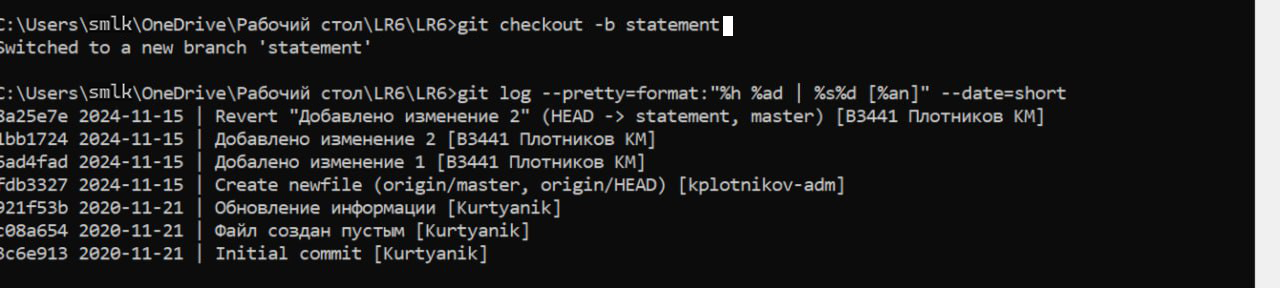 C:\Users\smlk\OneDrive\Рабочий стол\LR6\LR6>git checkout -b statement
Switched to a new branch 'statement'
C:\Users\smlk\OneDrive\Рабочий стол\LR6\LR6>git log --pretty=format:"%h %ad | %s%d [%an]" --date=short
8a25e7e 2024-11-15 | Revert "Добавлено изменение 2" (HEAD -> statement, master) [В3441 Плотников КМ]
1bb1724 2024-11-15 | Добавлено изменение 2 [В3441 Плотников КМ]
6ad4fad 2024-11-15 | Добалено изменение 1 [В3441 Плотников КМ]
fdb3327 2024-11-15 | Create newfile (origin/master, origin/HEAD) [kplotnikov-adm]
921f53b 2020-11-21 | Обновление информации [Kurtyanik]
c08a654 2020-11-21 | Файл создан пустым [Kurtyanik]
3c6e913 2020-11-21 | Initial commit [Kurtyanik]